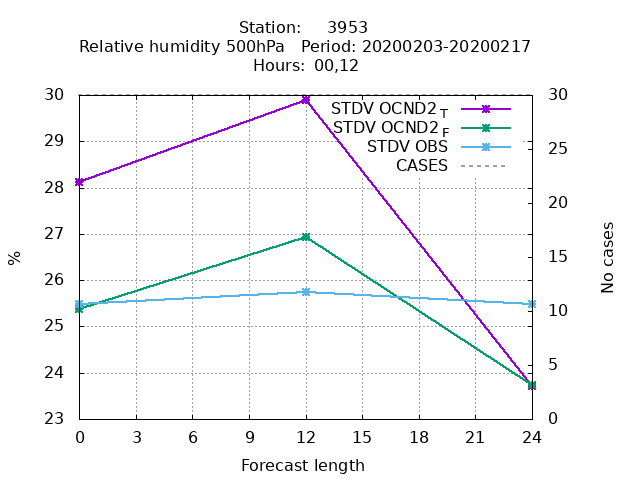 Station: 3953
Relative humidity 500hPa Period: 20200203-20200217
Hours: 00,12
30
29
28
27
26
25
24
23
%
STDV OCND2 T
STDV OCND2 F
STDV OBS
CASES
30
25
20
15
10
5
0
No cases
0 3 6 9 12 15 18 21 24
Forecast length